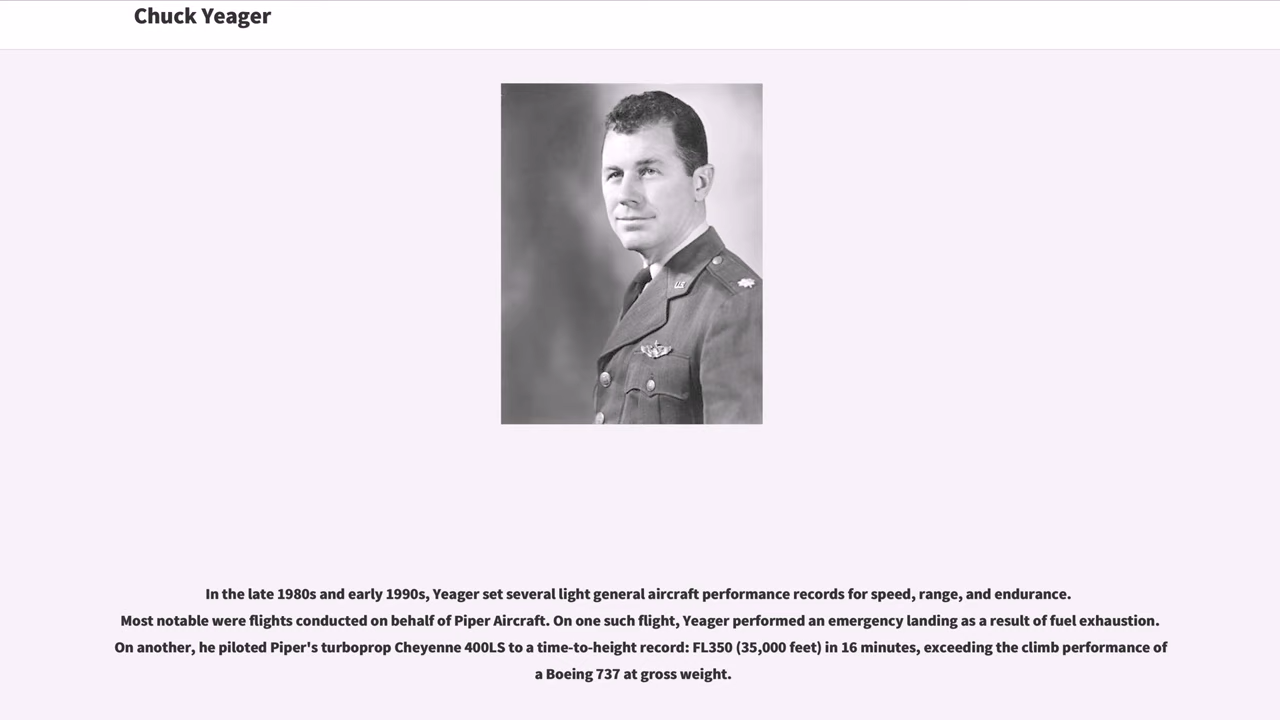 Chuck Yeager
In the late 1980s and early 1990s, Yeager set several light general aircraft performance records for speed, range, and endurance.
Most notable were flights conducted on behalf of Piper Aircraft. On one such flight, Yeager performed an emergency landing as a result of fuel exhaustion.
On another, he piloted Piper's turboprop Cheyenne 400LS to a time-to-height record: FL350 (35,000 feet) in 16 minutes, exceeding the climb performance of
a Boeing 737 at gross weight.